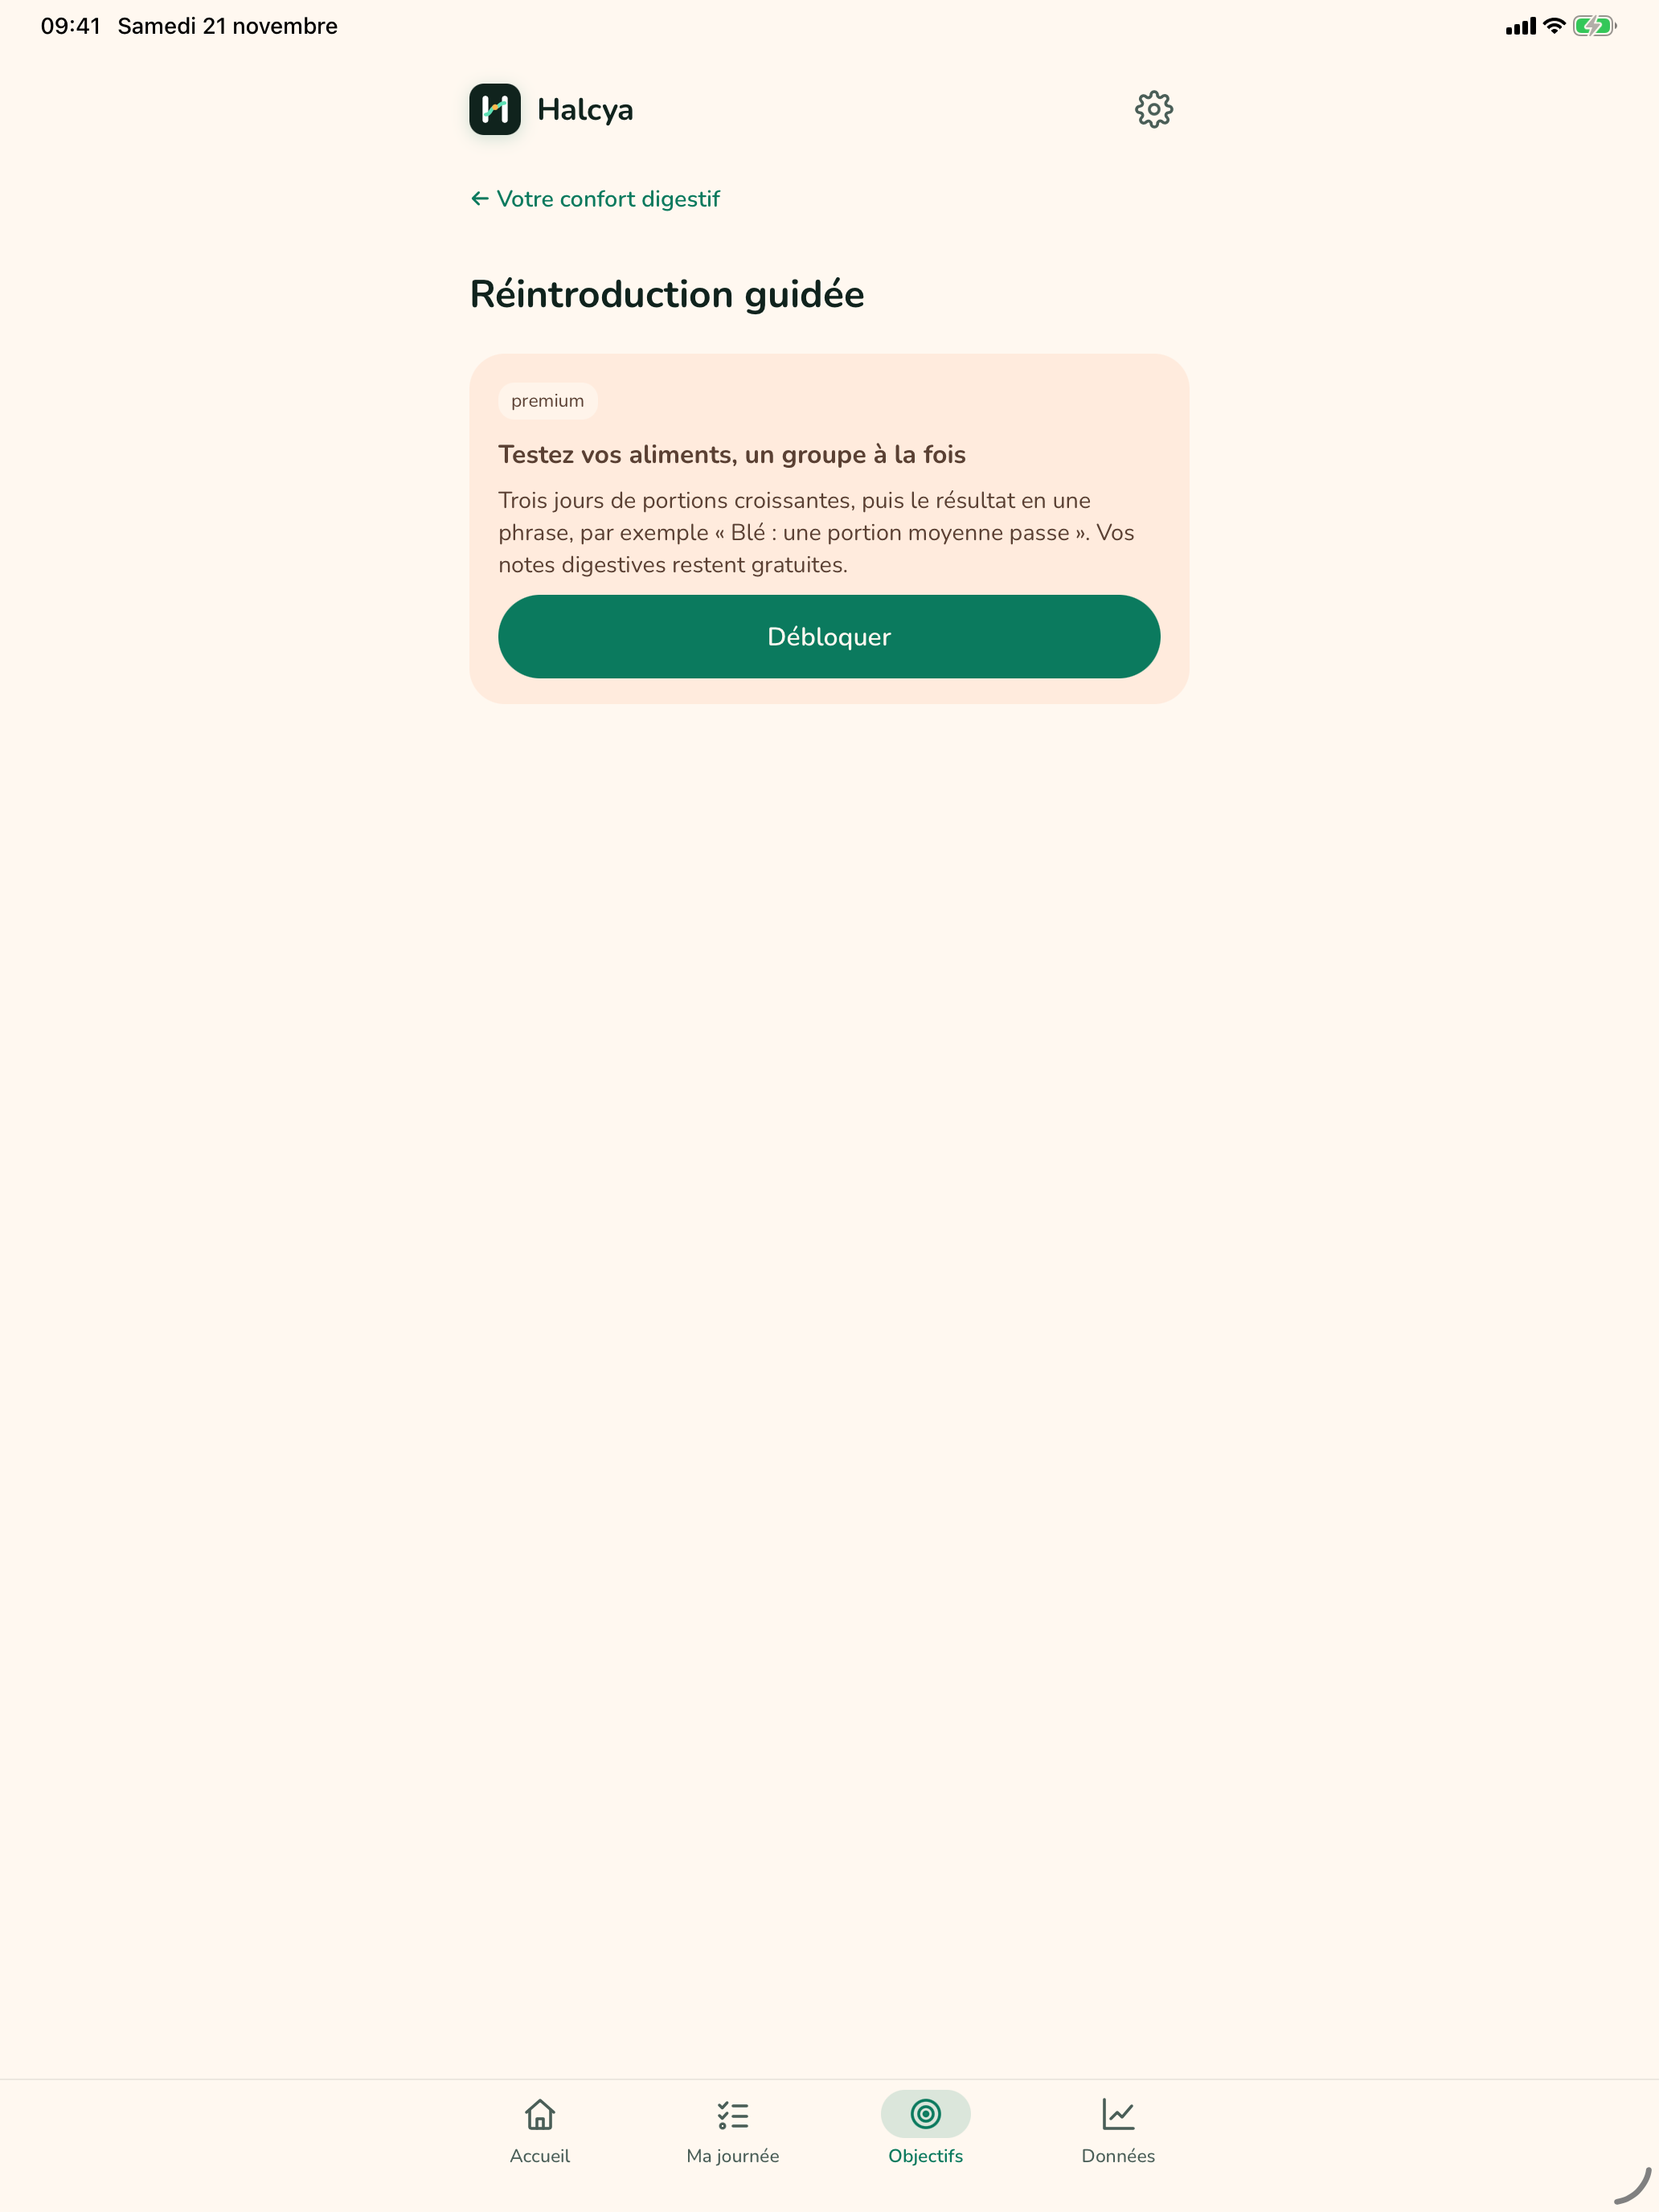 09:41 Samedi 21 novembre
Halcya
← Votre confort digestif
Réintroduction guidée
premium
Testez vos aliments, un groupe à la fois
Trois jours de portions croissantes, puis le résultat en une
phrase, par exemple « Blé : une portion moyenne passe ». Vos
notes digestives restent gratuites.
Débloquer
Accueil
Ma journée
Objectifs
Données